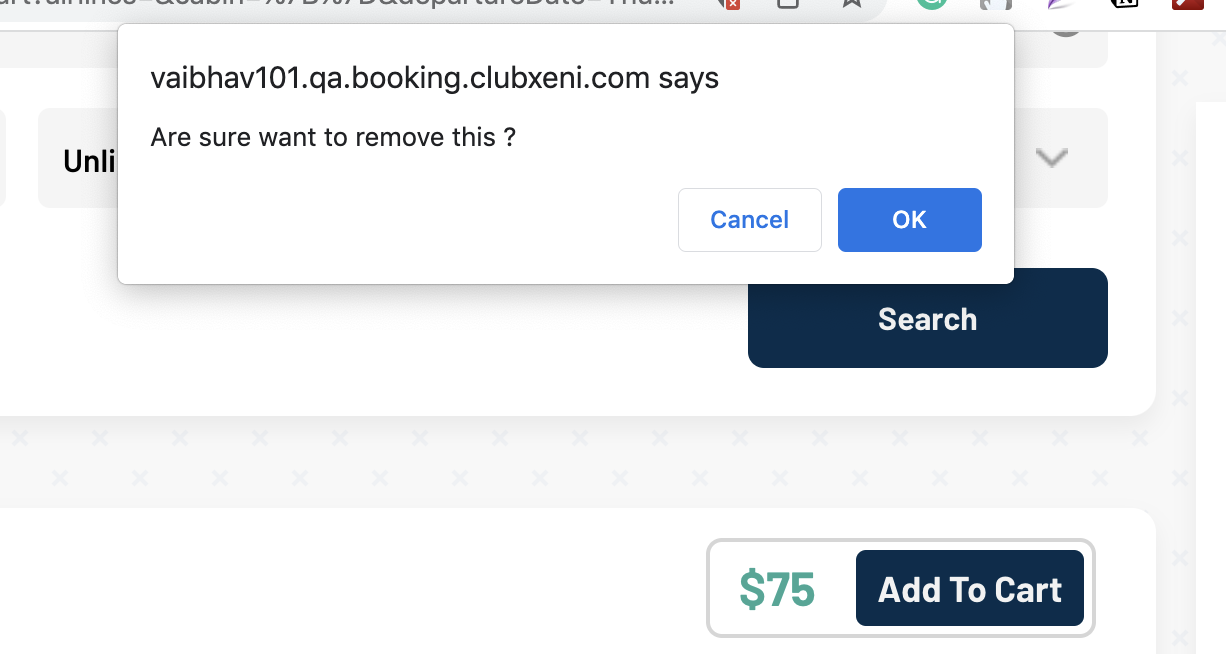 vaibhav101.qa.booking.clubxeni.com says
Are sure want to remove this ?
Unli
Cancel
OK
Search
$75
Add To Cart